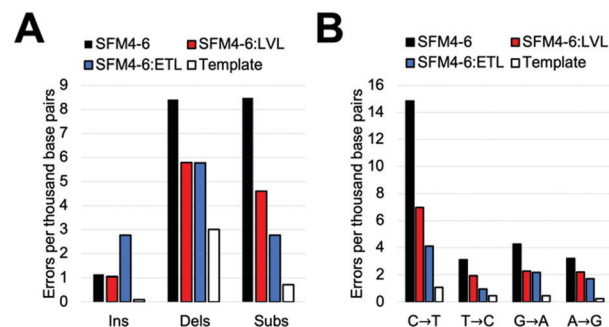 A
SFM4-6 SFM4-6:LVL
SFM4-6:ETL Template
Errors per thousand base pairs
9
8
7
6
5
4
3
2
1
0
Ins Dels Subs
B
SFM4-6 SFM4-6:LVL
SFM4-6:ETL Template
Errors per thousand base pairs
16
14
12
10
8
6
4
2
0
C→T T→C G→A A→G